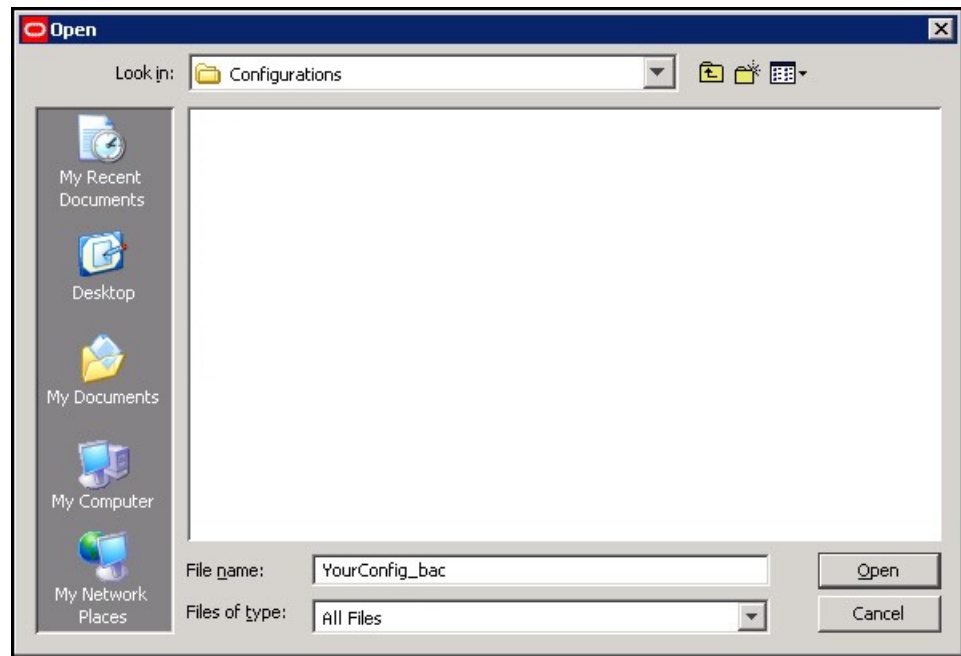 Open
Look in:
Configurations
My Recent
Documents
Desktop
My Documents
My Computer
My Network
Places
File name:
YourConfig_bac
Open
Files of type:
All Files
Cancel